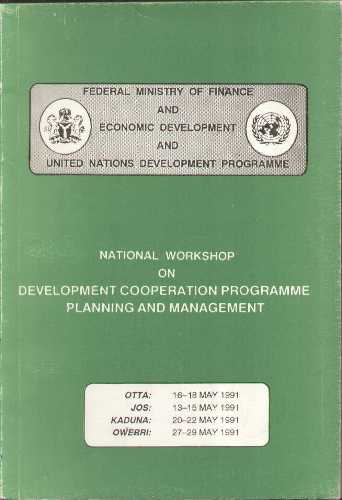 FEDERAL MINISTRY OF FINANCE
AND
ECONOMIC DEVELOPMENT
AND
UNITED NATIONS DEVELOPMENT PROGRAMME
NATIONAL WORKSHOP
ON
DEVELOPMENT COOPERATION PROGRAMME
PLANNING AND MANAGEMENT
OTTA: 16-18 MAY 1991
JOS: 13-15 MAY 1991
KADUNA: 20-22 MAY 1991
OWERRI: 27-29 MAY 1991